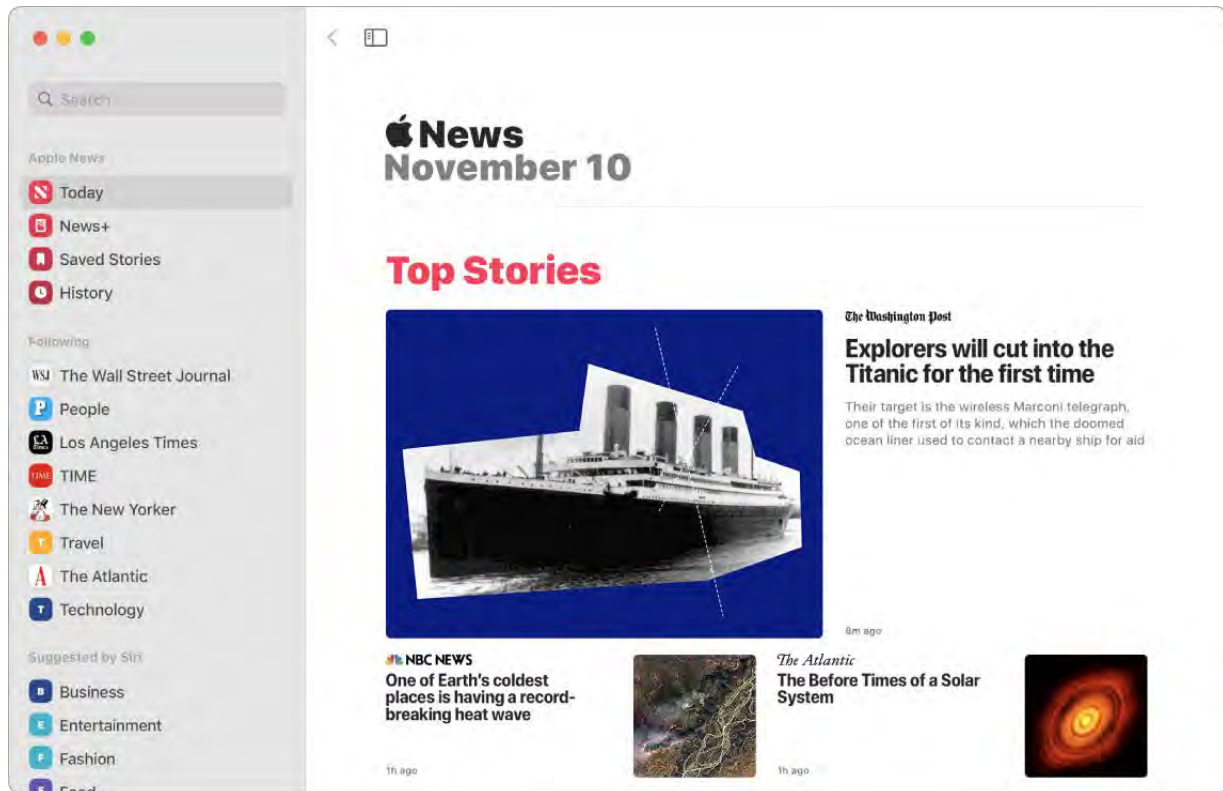 Search
Apple News
Today
News+
Saved Stories
History
Following
WSJ The Wall Street Journal
P People
LA Times Los Angeles Times
TIME TIME
The New Yorker
T Travel
A The Atlantic
T Technology
Suggested by Siri
B Business
E Entertainment
F Fashion
Food
News
November 10
Top Stories
The Washington Post
Explorers will cut into the
Titanic for the first time
Their target is the wireless Marconi telegraph,
one of the first of its kind, which the doomed
ocean liner used to contact a nearby ship for aid
6m ago
NBC NEWS
One of Earth's coldest
places is having a record-
breaking heat wave
1h ago
The Atlantic
The Before Times of a Solar
System
1h ago